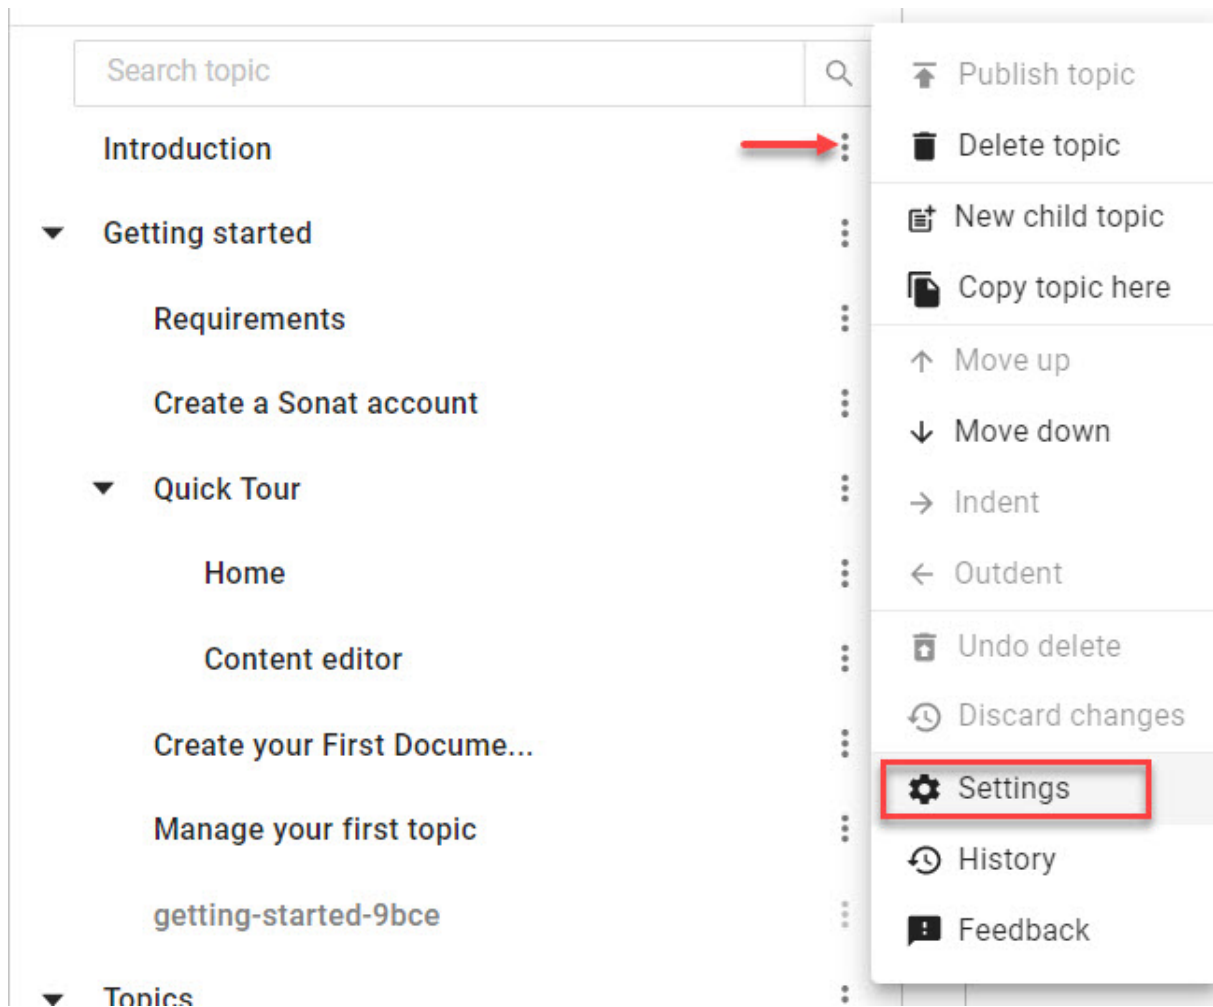 Search topic
Introduction
Getting started
Requirements
Create a Sonat account
Quick Tour
Home
Content editor
Create your First Docume...
Manage your first topic
getting-started-9bce
Topics
Publish topic
Delete topic
New child topic
Copy topic here
Move up
Move down
Indent
Outdent
Undo delete
Discard changes
Settings
History
Feedback